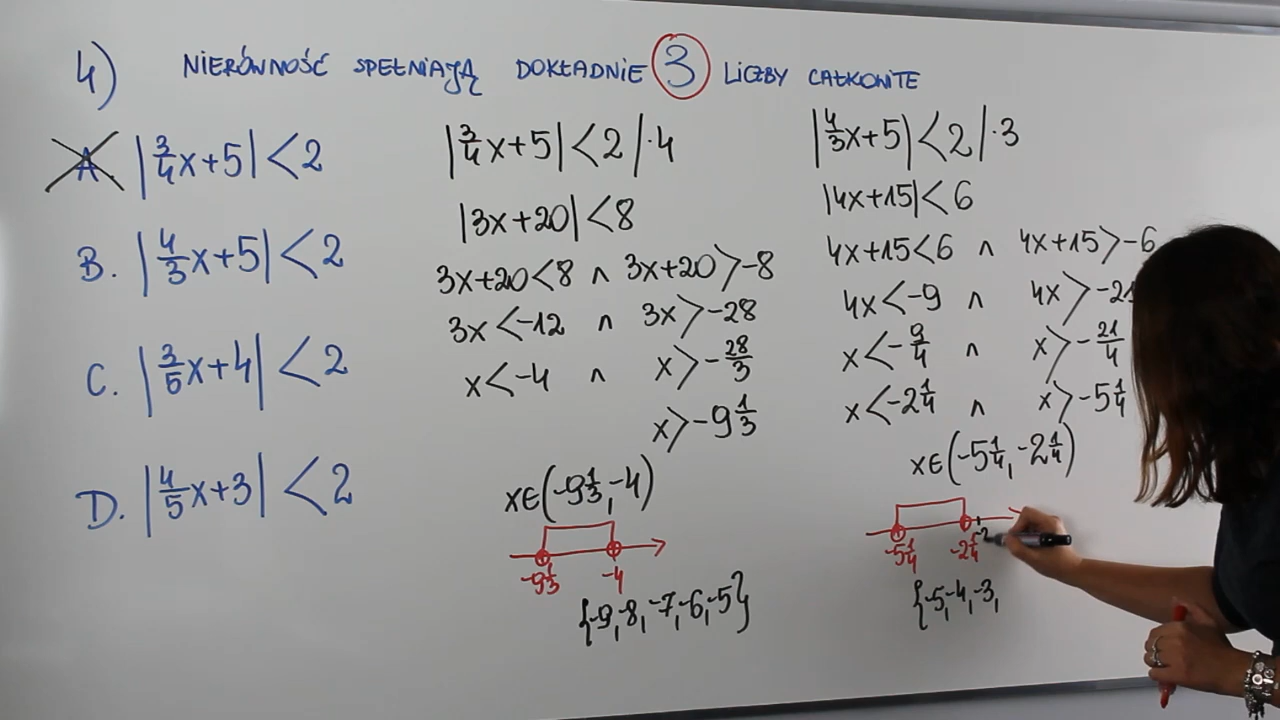 4) NIERÓWNOŚĆ SPEŁNIAJĄ DOKŁADNIE 3 LICZBY CAŁKOWITE
A. |3/4x+5|<2
B. |4/3x+5|<2
C. |3/5x+4|<2
D. |4/5x+3|<2
|3/4x+5|<2 |·4
|3x+20|<8
3x+20<8 ∧ 3x+20>-8
3x<-12 ∧ 3x>-28
x<-4 ∧ x>-28/3
x>-9 1/3
x∈(-9 1/3, -4)
-9 1/3 -4
{-9,-8,-7,-6,-5}
|4/3x+5|<2 |·3
|4x+15|<6
4x+15<6 ∧ 4x+15>-6
4x<-9 ∧ 4x>-21
x<-9/4 ∧ x>-21/4
x<-2 1/4 ∧ x>-5 1/4
x∈(-5 1/4, -2 1/4)
-5 1/4 -2 1/4 -2
{-5,-4,-3,